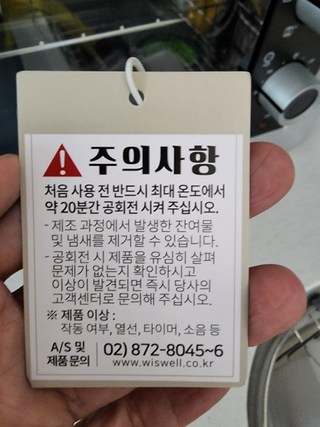 주의사항
처음 사용 전 반드시 최대 온도에서
약 20분간 공회전 시켜 주십시오.
- 제조 과정에서 발생한 잔여물
및 냄새를 제거할 수 있습니다.
- 공회전 시 제품을 유심히 살펴
문제가 없는지 확인하시고
이상이 발견되면 즉시 당사의
고객센터로 문의해 주십시오.
※ 제품 이상 :
작동 여부, 열선, 타이머, 소음 등
A/S 및
제품문의
02) 872-8045~6
www.wiswell.co.kr